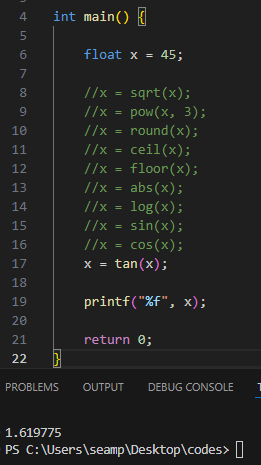 4 int main() {
5
6 float x = 45;
7
8 //x = sqrt(x);
9 //x = pow(x, 3);
10 //x = round(x);
11 //x = ceil(x);
12 //x = floor(x);
13 //x = abs(x);
14 //x = log(x);
15 //x = sin(x);
16 //x = cos(x);
17 x = tan(x);
18
19 printf("%f", x);
20
21 return 0;
22 }
PROBLEMS OUTPUT DEBUG CONSOLE
1.619775
PS C:\Users\seamp\Desktop\codes>